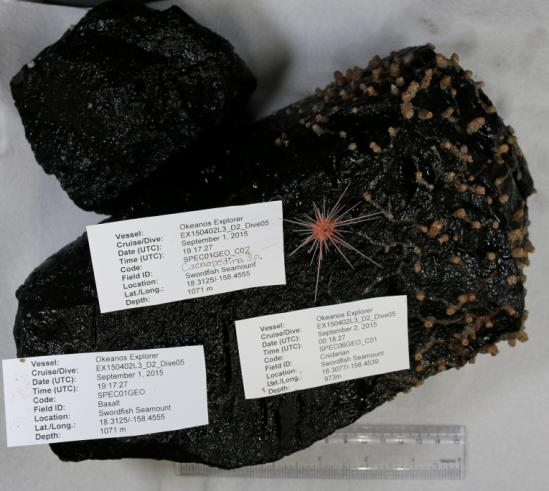 Vessel: Okeanos Explorer
Cruise/Dive: EX150402L3_D2_Dive05
Date (UTC): September 1, 2015
Time (UTC): 19:17:27
Code: SPEC01GEO_C02
Field ID: Caenopedina sp.
Location: Swordfish Seamount
Lat./Long.: 18.3125/-158.4555
Depth: 1071 m
Vessel: Okeanos Explorer
Cruise/Dive: EX150402L3_D2_Dive05
Date (UTC): September 2, 2015
Time (UTC): 00:18:27
Code: SPEC06GEO_C01
Field ID: Cnidarian
Location: Swordfish Seamount
Lat./Long.: 18.3077/-158.4539
Depth: 973m
Vessel: Okeanos Explorer
Cruise/Dive: EX150402L3_D2_Dive05
Date (UTC): September 1, 2015
Time (UTC): 19:17:27
Code: SPEC01GEO
Field ID: Basalt
Location: Swordfish Seamount
Lat./Long.: 18.3125/-158.4555
Depth: 1071 m